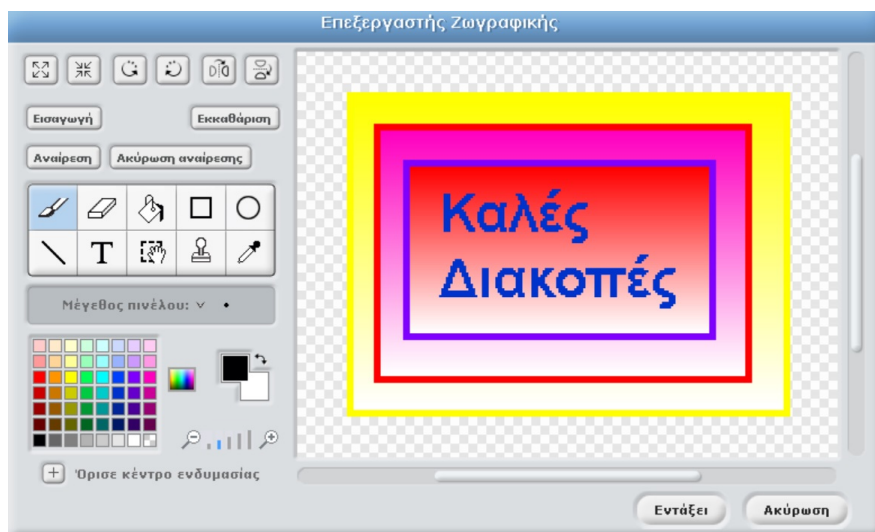 Επεξεργαστής Ζωγραφικής
Εισαγωγή
Εκκαθάριση
Αναίρεση
Ακύρωση αναίρεσης
T
Μέγεθος πινέλου:
Όρισε κέντρο ενδυμασίας
Καλές
Διακοπές
Εντάξει
Ακύρωση